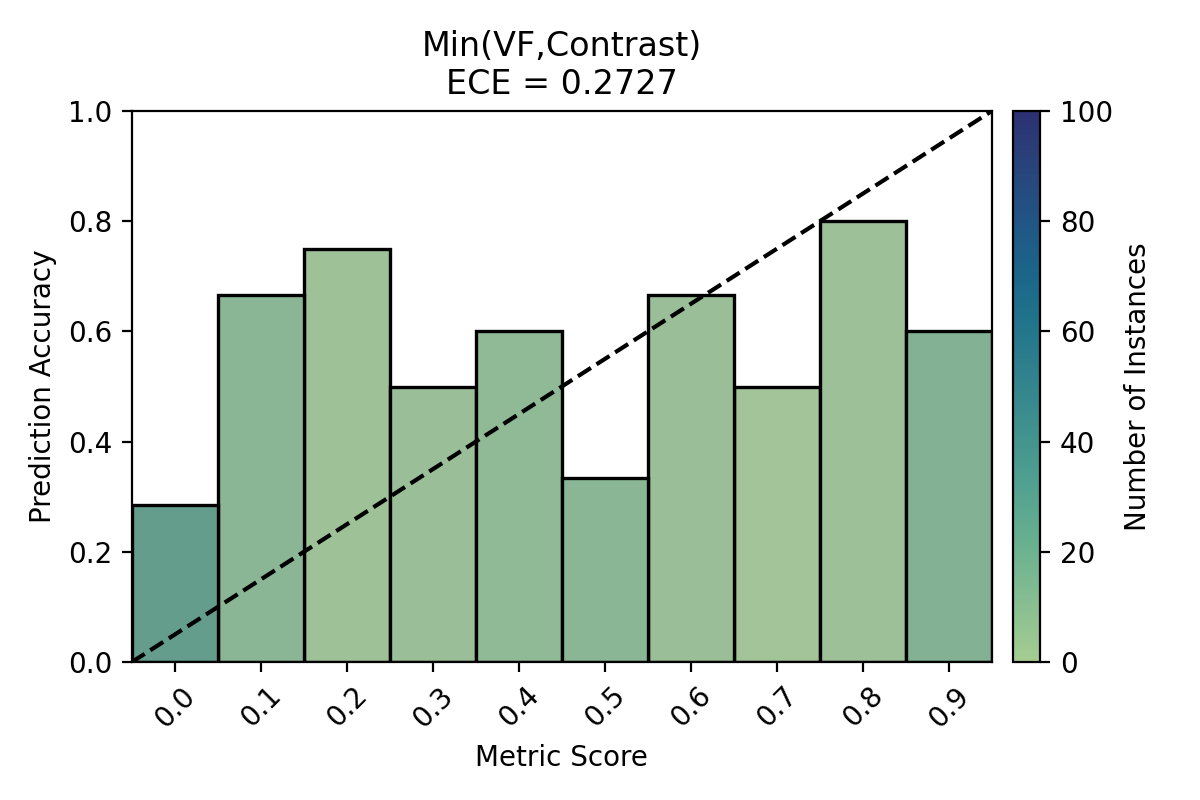 Min(VF,Contrast)
ECE = 0.2727
1.0
0.8
0.6
0.4
0.2
0.0
Prediction Accuracy
0.0 0.1 0.2 0.3 0.4 0.5 0.6 0.7 0.8 0.9
Metric Score
100
80
60
40
20
0
Number of Instances